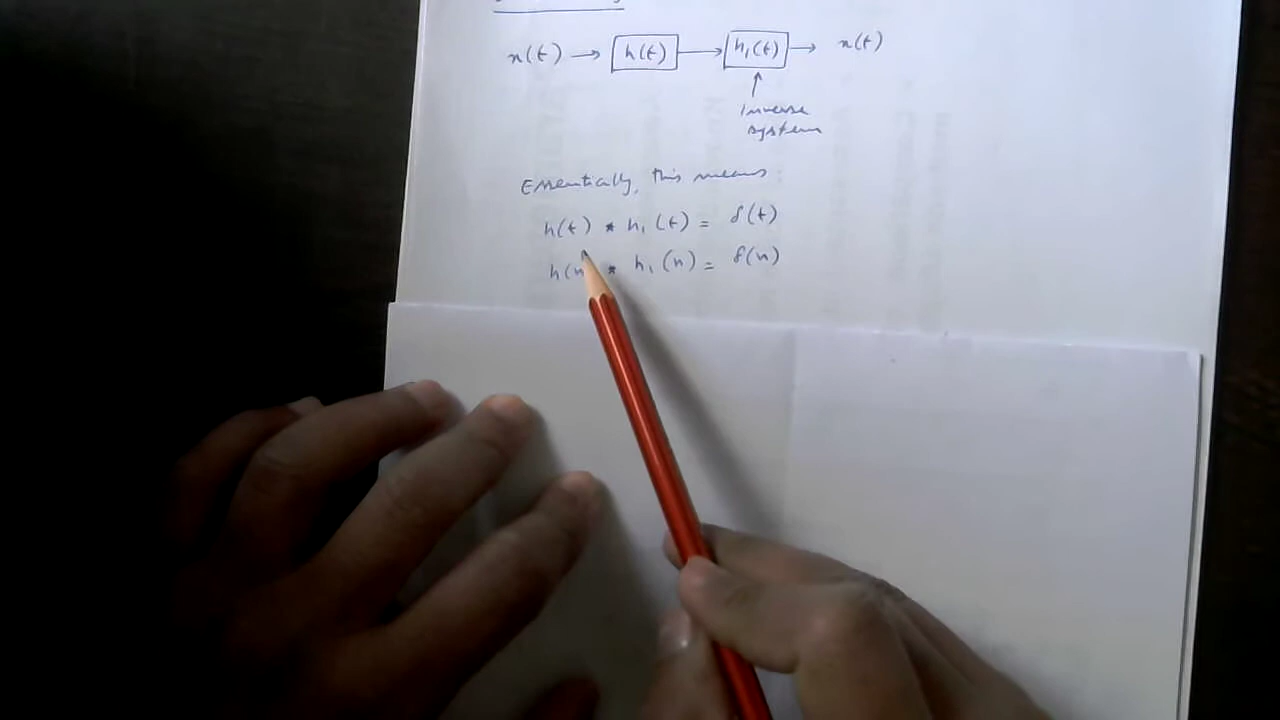 x(t) → h(t) → h₁(t) → x(t)
↑
Inverse
system
Essentially, this means:
h(t) * h₁(t) = δ(t)
h(n) * h₁(n) = δ(n)